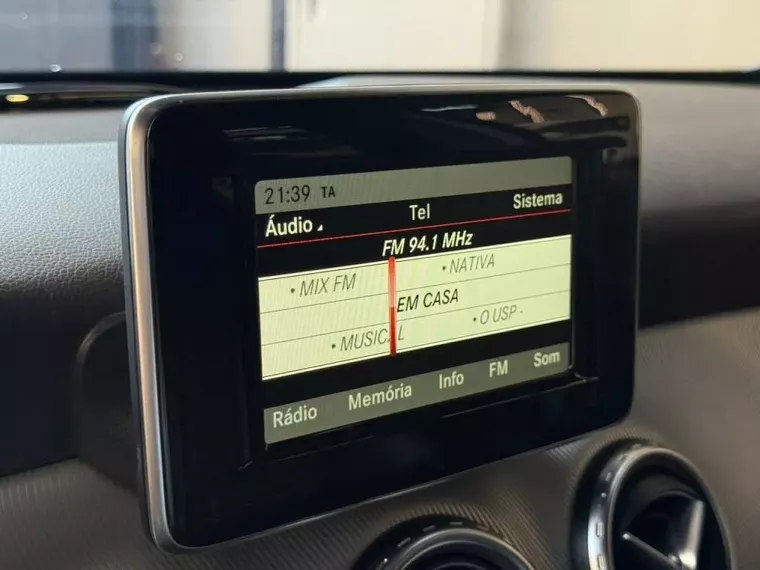 21:39 TA
Áudio Tel Sistema
FM 94.1 MHz
• MIX FM • NATIVA
EM CASA
• MUSICAL • O USP -
Rádio Memória Info FM Som